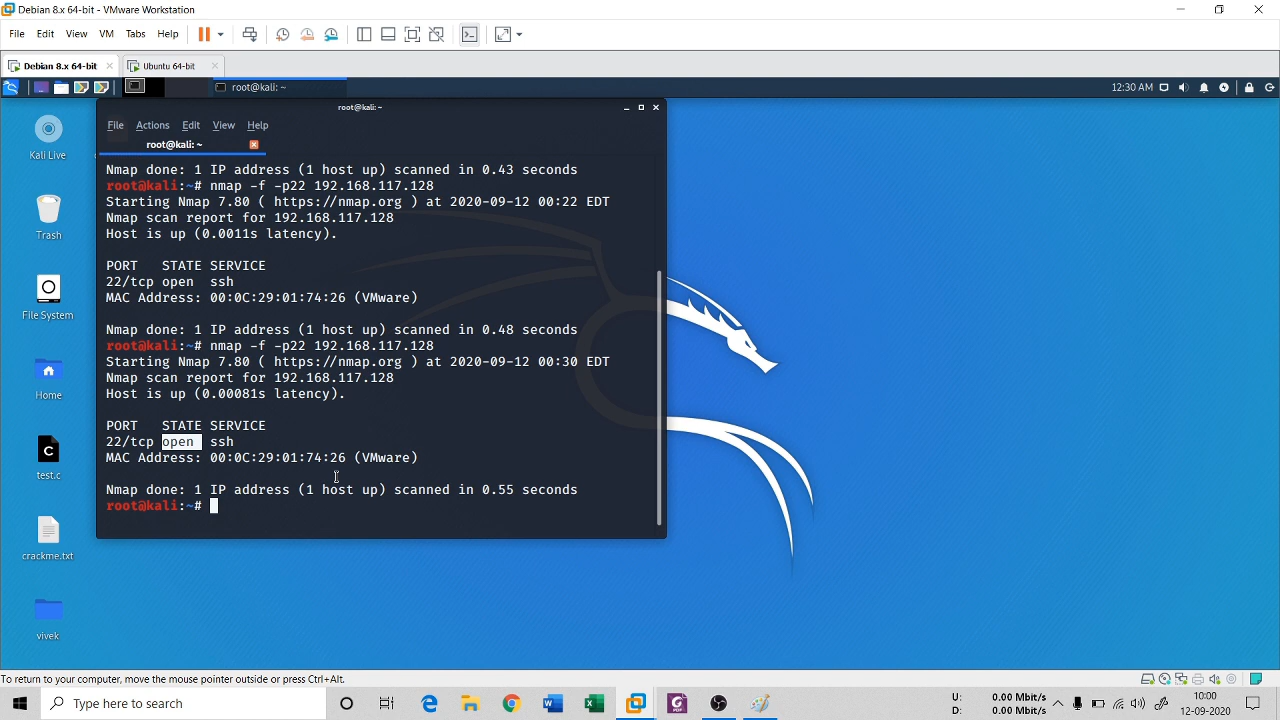 Debian 8.x 64-bit - VMware Workstation
File Edit View VM Tabs Help
Debian 8.x 64-bit
Ubuntu 64-bit
root@kali: ~
12:30 AM
root@kali: ~
File Actions Edit View Help
root@kali: ~
Nmap done: 1 IP address (1 host up) scanned in 0.43 seconds
root@kali:~# nmap -f -p22 192.168.117.128
Starting Nmap 7.80 ( https://nmap.org ) at 2020-09-12 00:22 EDT
Nmap scan report for 192.168.117.128
Host is up (0.0011s latency).
PORT STATE SERVICE
22/tcp open ssh
MAC Address: 00:0C:29:01:74:26 (VMware)
Nmap done: 1 IP address (1 host up) scanned in 0.48 seconds
root@kali:~# nmap -f -p22 192.168.117.128
Starting Nmap 7.80 ( https://nmap.org ) at 2020-09-12 00:30 EDT
Nmap scan report for 192.168.117.128
Host is up (0.00081s latency).
PORT STATE SERVICE
22/tcp open ssh
MAC Address: 00:0C:29:01:74:26 (VMware)
Nmap done: 1 IP address (1 host up) scanned in 0.55 seconds
root@kali:~#
Kali Live
Trash
File System
Home
C
test.c
crackme.txt
vivek
To return to your computer, move the mouse pointer outside or press Ctrl+Alt.
Type here to search
U: 0.00 Mbit/s
D: 0.00 Mbit/s
10:00
12-09-2020